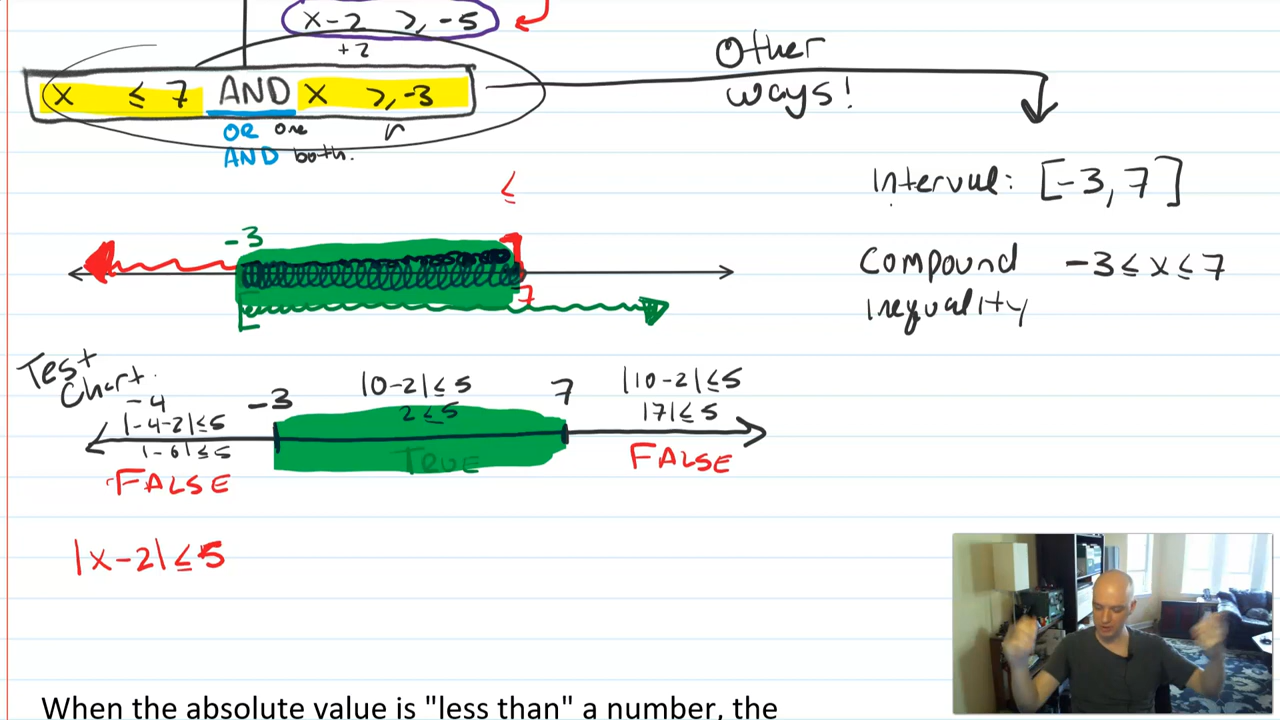 x-2 ≥ -5
+2
Other
ways!
x ≤ 7 AND x ≥ -3
OR one
AND both.
Interval: [-3, 7]
≤
-3
7
Compound -3 ≤ x ≤ 7
inequality
Test
Chart.
-4
|-4-2| ≤ 5
|-6| ≤ 5
FALSE
-3
|0-2| ≤ 5
2 ≤ 5
TRUE
7
|10-2| ≤ 5
|7| ≤ 5
FALSE
|x-2| ≤ 5
When the absolute value is "less than" a number, the